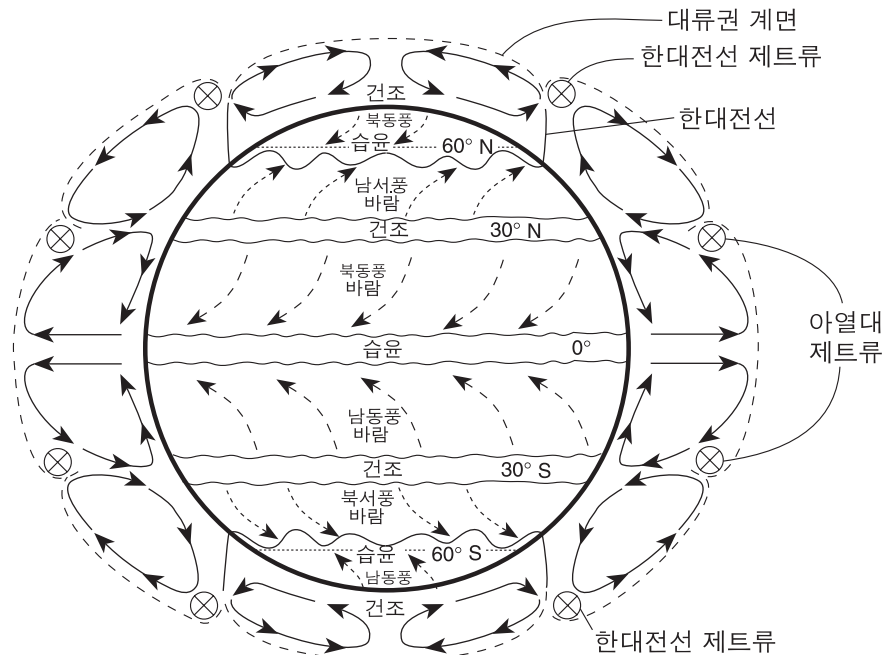 대류권 계면
한대전선 제트류
건조
북동풍
한대전선
습윤 60° N
남서풍
바람
건조 30° N
북동풍
바람
아열대
제트류
습윤 0°
남동풍
바람
건조 30° S
북서풍
바람
습윤 60° S
남동풍
건조
한대전선 제트류